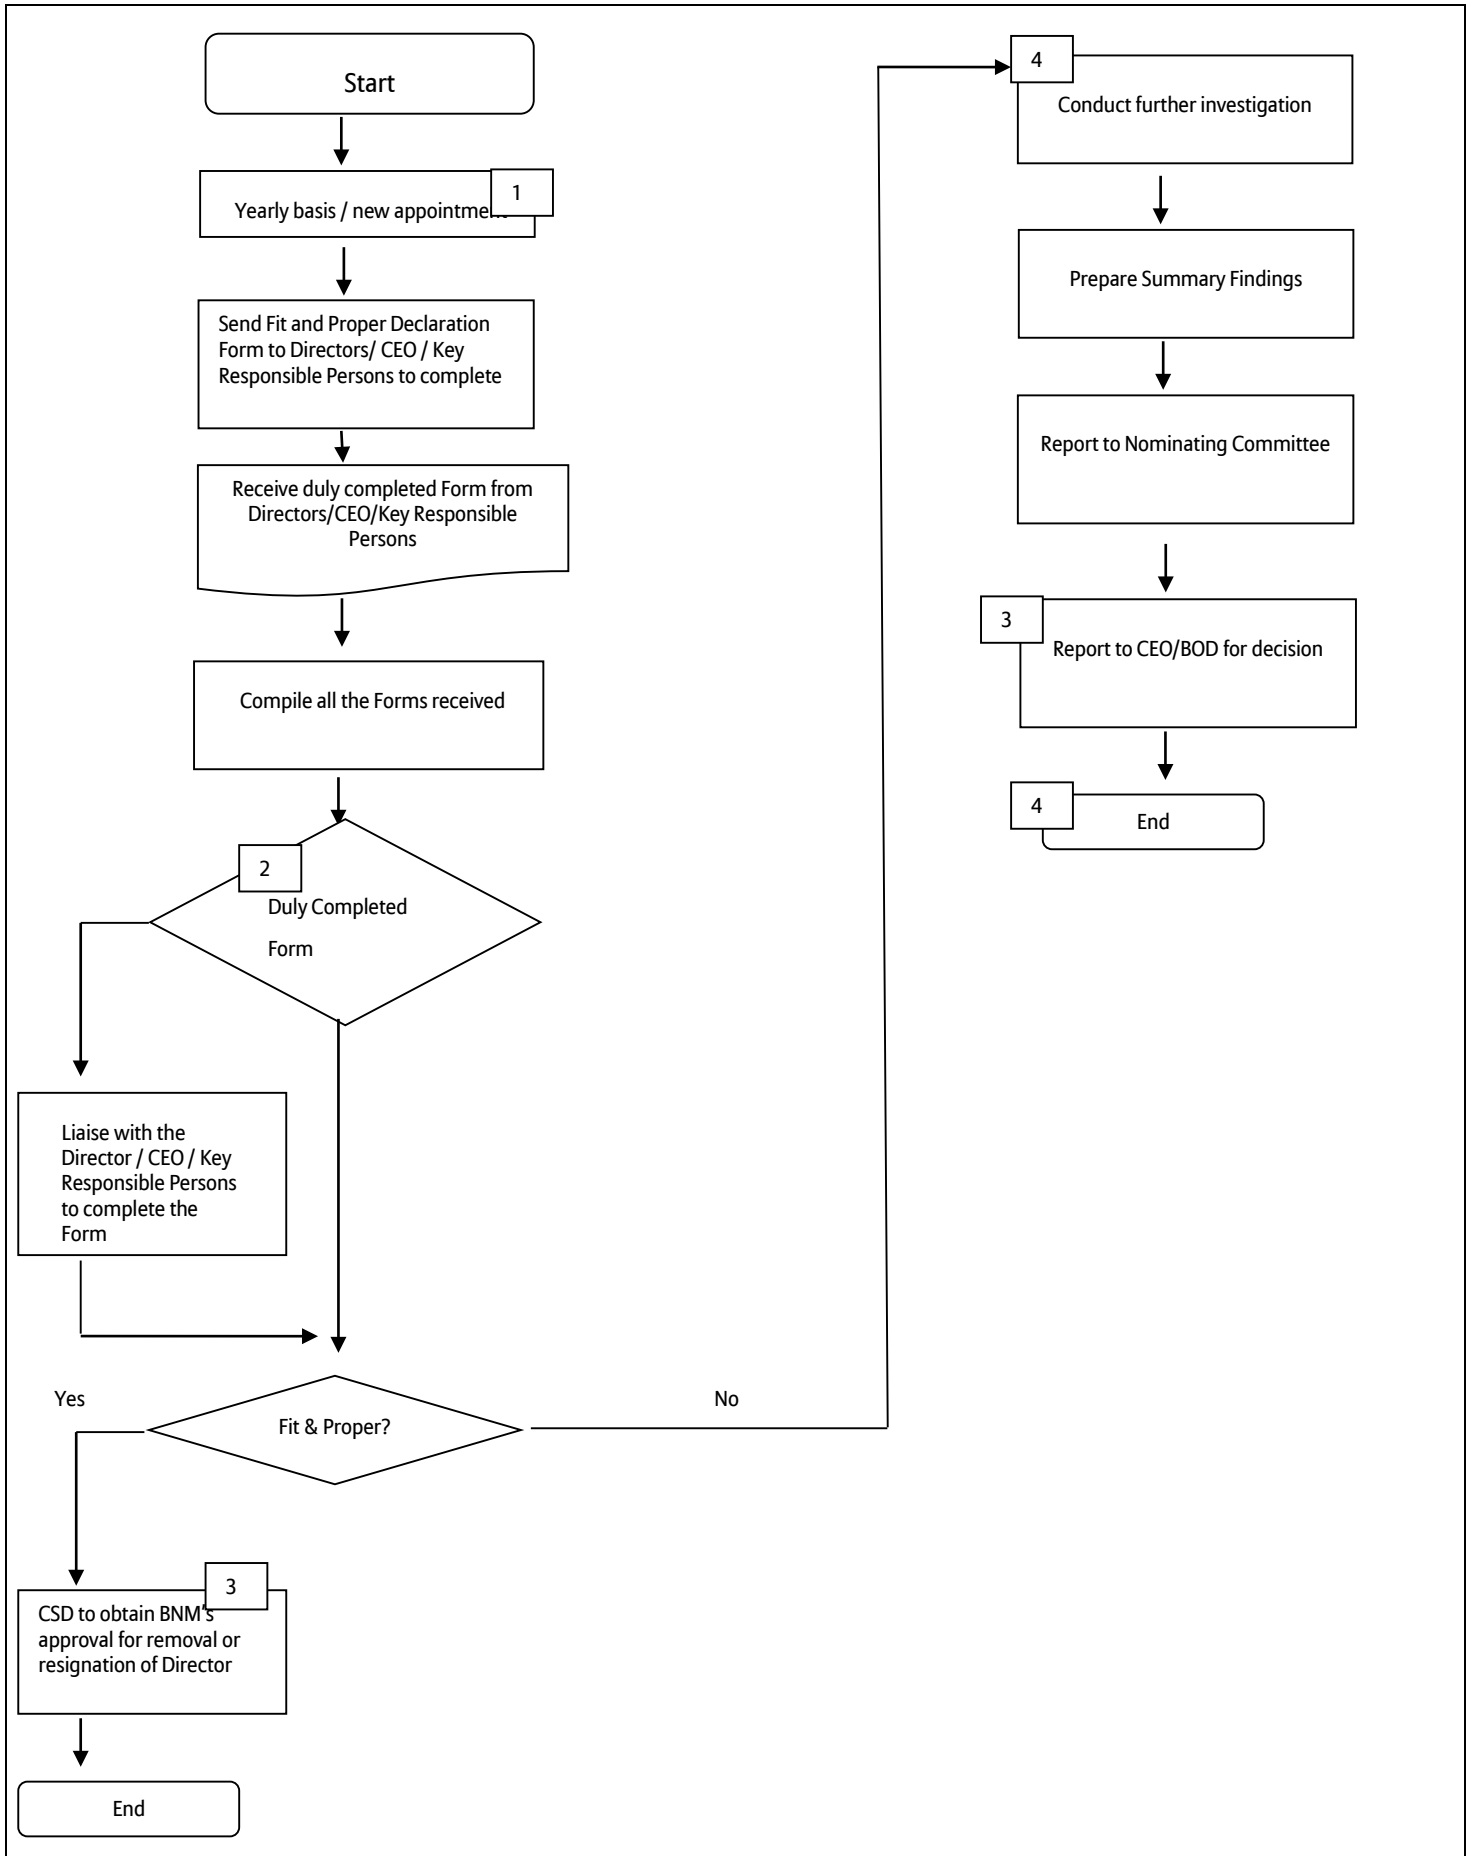 Start
1
Yearly basis / new appointment
Send Fit and Proper Declaration
Form to Directors/ CEO / Key
Responsible Persons to complete
Receive duly completed Form from
Directors/CEO/Key Responsible
Persons
Compile all the Forms received
2
Duly Completed
Form
Liaise with the
Director / CEO / Key
Responsible Persons
to complete the
Form
Yes
No
Fit & Proper?
3
CSD to obtain BNM's
approval for removal or
resignation of Director
End
4
Conduct further investigation
Prepare Summary Findings
Report to Nominating Committee
3
Report to CEO/BOD for decision
4
End